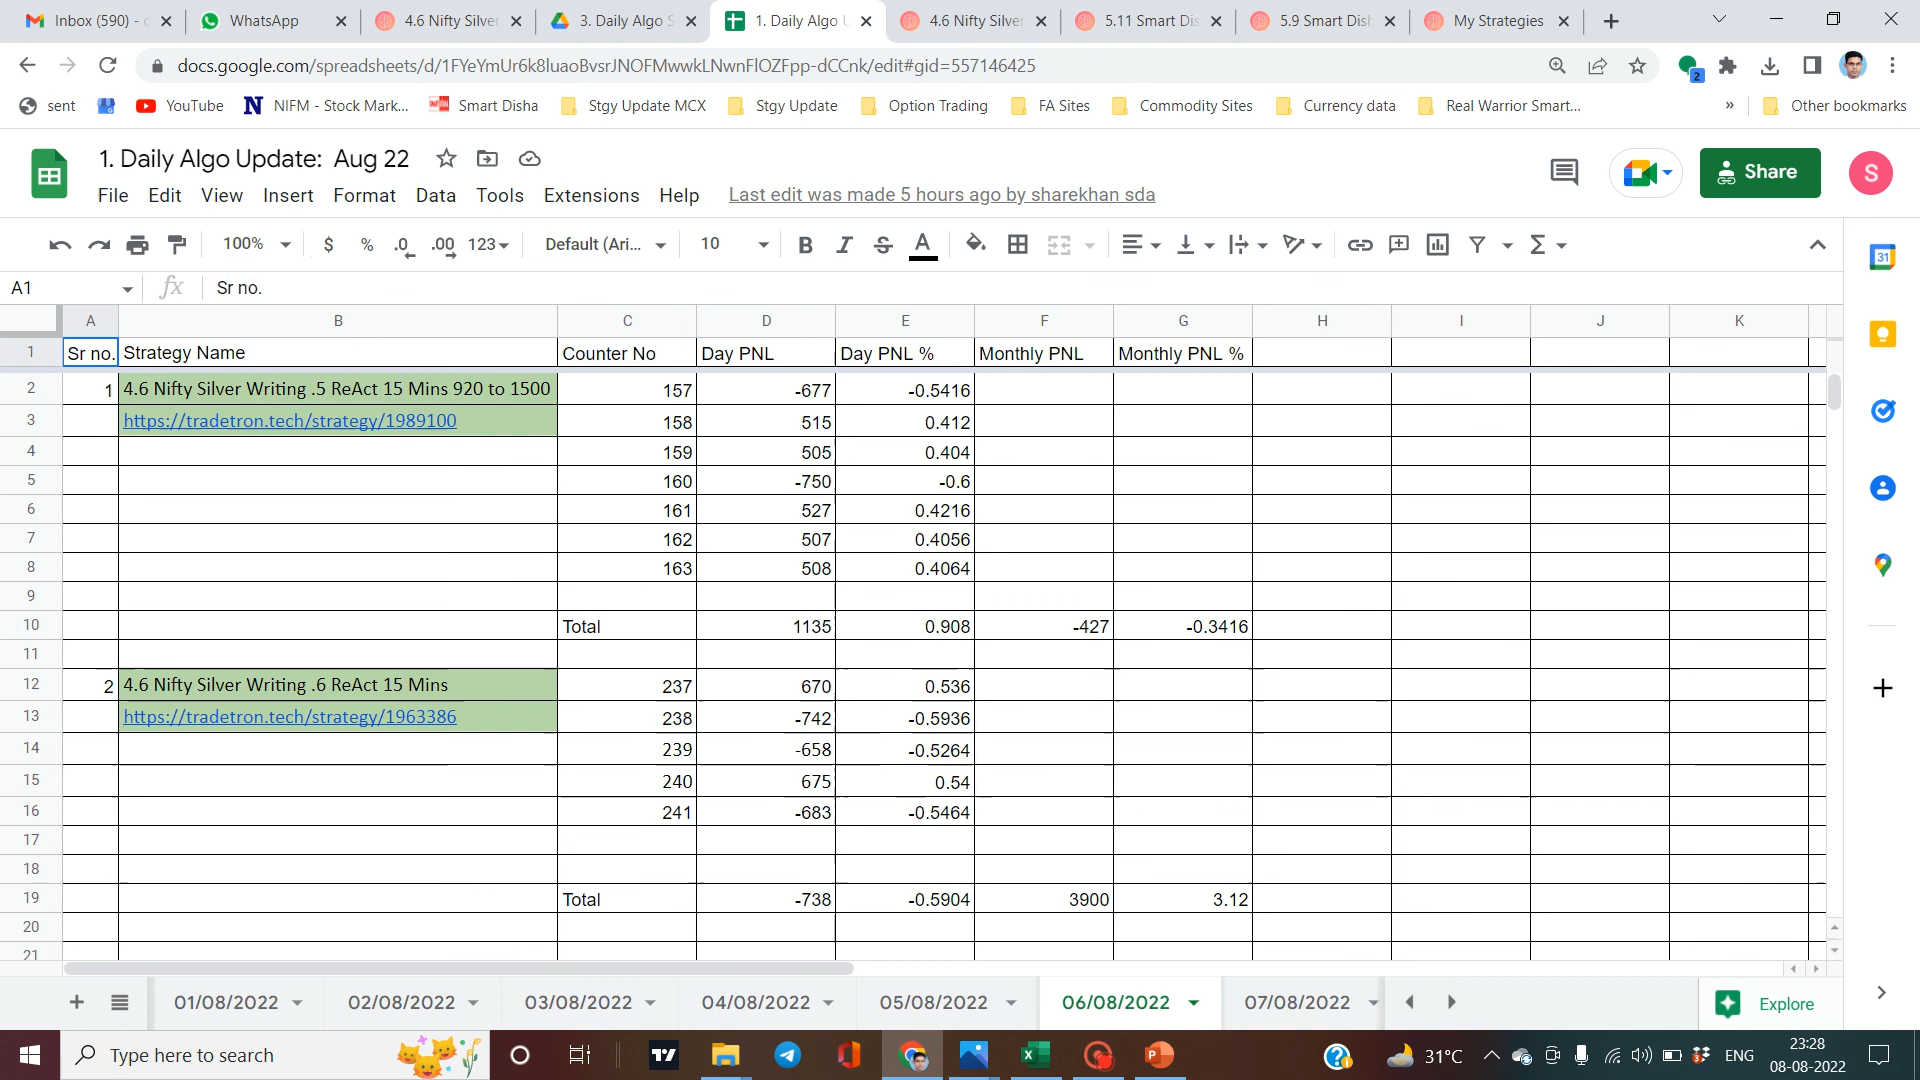 Inbox (590) -
WhatsApp
4.6 Nifty Silver
3. Daily Algo S
1. Daily Algo U
4.6 Nifty Silver
5.11 Smart Dis
5.9 Smart Dish
My Strategies
docs.google.com/spreadsheets/d/1FYeYmUr6k8luaoBvsrJNOFMwwkLNwnFlOZFpp-dCCnk/edit#gid=557146425
2
sent
YouTube
NIFM - Stock Mark...
Smart Disha
Stgy Update MCX
Stgy Update
Option Trading
FA Sites
Commodity Sites
Currency data
Real Warrior Smart...
»
Other bookmarks
1. Daily Algo Update: Aug 22
File Edit View Insert Format Data Tools Extensions Help
Last edit was made 5 hours ago by sharekhan sda
Share
S
100% $ % .0 .00 123 Default (Ari... 10 B I S A Σ
31
A1 fx Sr no.
A B C D E F G H I J K
1 Sr no. Strategy Name Counter No Day PNL Day PNL % Monthly PNL Monthly PNL %
2 1 4.6 Nifty Silver Writing .5 ReAct 15 Mins 920 to 1500 157 -677 -0.5416
3 https://tradetron.tech/strategy/1989100 158 515 0.412
4 159 505 0.404
5 160 -750 -0.6
6 161 527 0.4216
7 162 507 0.4056
8 163 508 0.4064
9
10 Total 1135 0.908 -427 -0.3416
11
12 2 4.6 Nifty Silver Writing .6 ReAct 15 Mins 237 670 0.536
13 https://tradetron.tech/strategy/1963386 238 -742 -0.5936
14 239 -658 -0.5264
15 240 675 0.54
16 241 -683 -0.5464
17
18
19 Total -738 -0.5904 3900 3.12
20
21
01/08/2022 02/08/2022 03/08/2022 04/08/2022 05/08/2022 06/08/2022 07/08/2022
Explore
Type here to search
31°C
ENG
23:28
08-08-2022